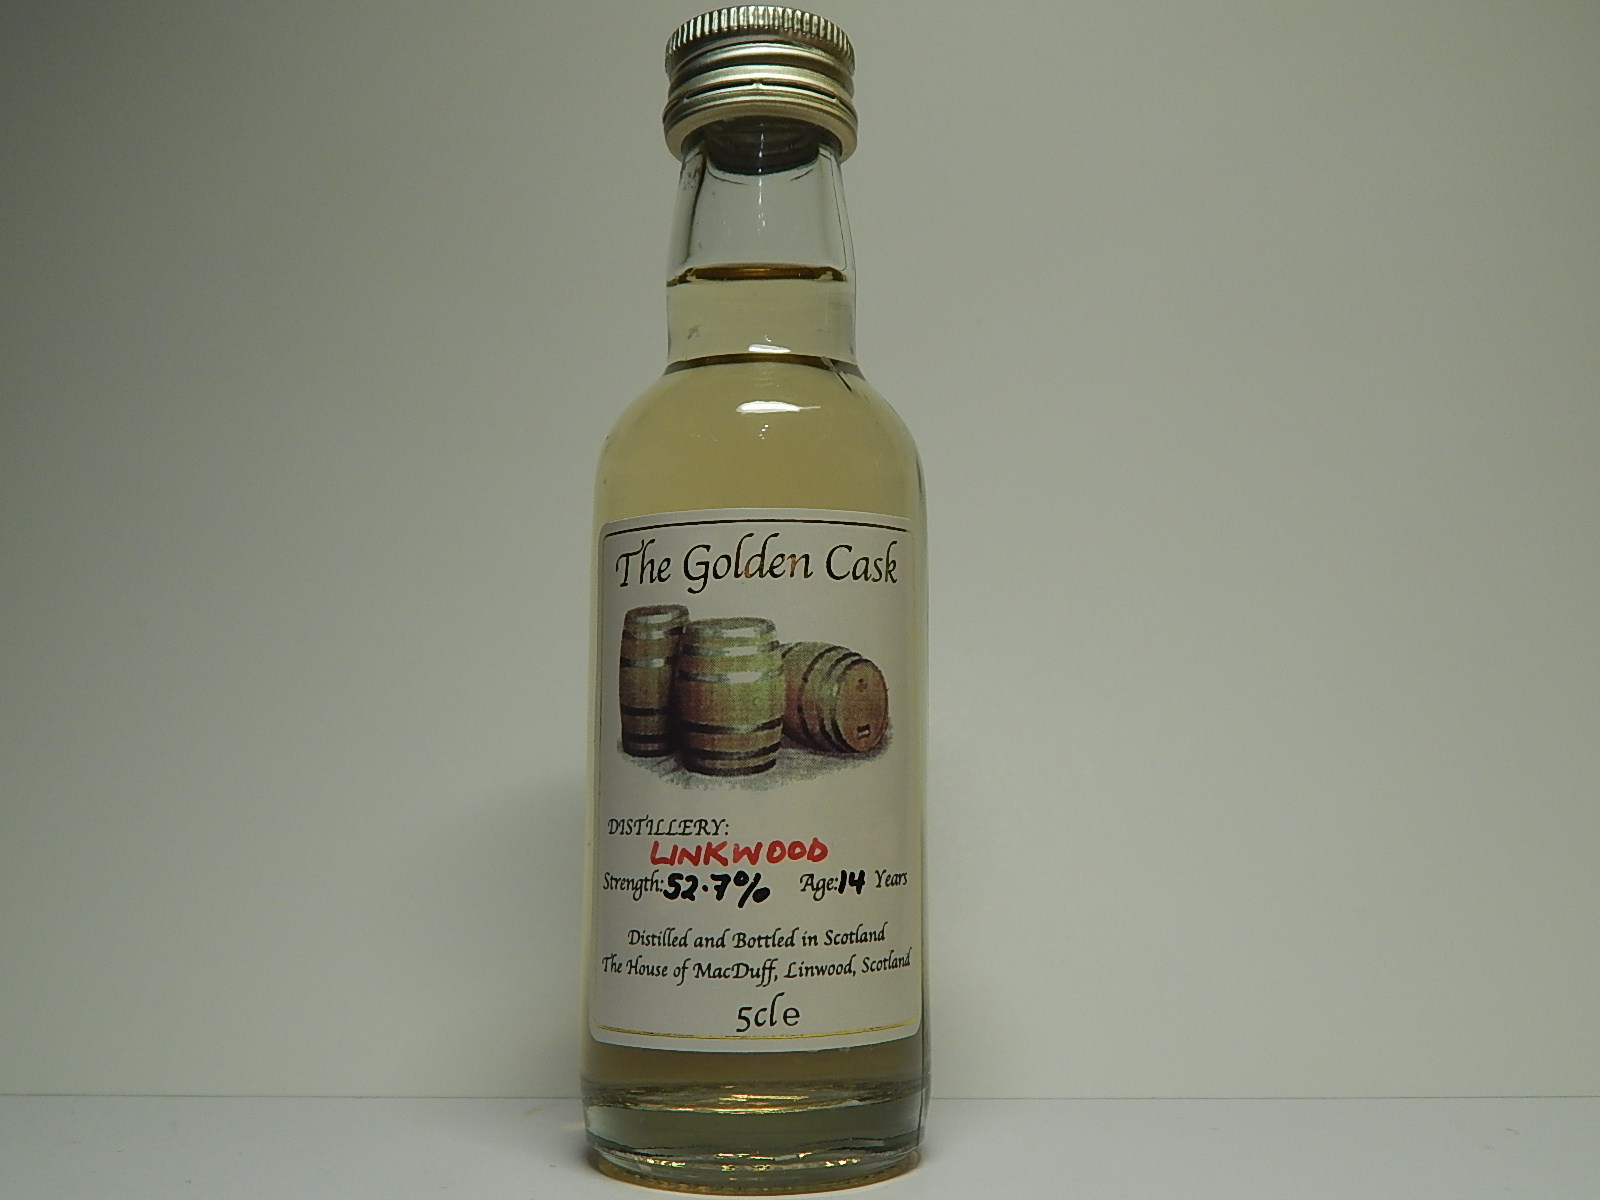 The Golden Cask
DISTILLERY:
LINKWOOD
Strength:52.7% Age:14 Years
Distilled and Bottled in Scotland
The House of MacDuff, Linwood, Scotland
5cl e